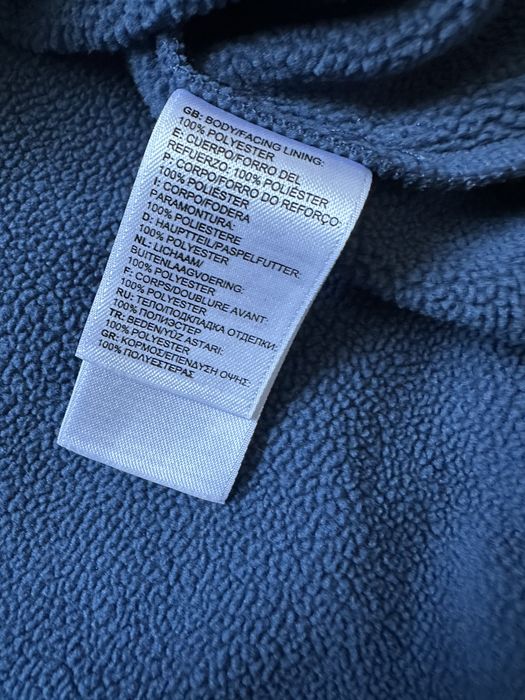 GB: BODY/FACING LINING:
100% POLYESTER
E: CUERPO/FORRO DEL
REFUERZO: 100% POLIÉSTER
P: CORPO/FORRO DO REFORÇO:
100% POLIÉSTER
I: CORPO/FODERA
PARAMONTURA:
100% POLIESTERE
D: HAUPTTEIL/PASPELFUTTER:
100% POLYESTER
NL: LICHAAM/
BUITENLAAGVOERING:
100% POLYESTER
F: CORPS/DOUBLURE AVANT:
100% POLYESTER
RU: ТЕЛО/ПОДКЛАДКА ОТДЕЛКИ:
100% ПОЛИЭСТЕР
TR: BEDEN/YÜZ ASTARI:
100% POLYESTER
GR: ΚΟΡΜΟΣ/ΕΠΕΝΔΥΣΗ ΟΨΗΣ:
100% ΠΟΛΥΕΣΤΕΡΑΣ